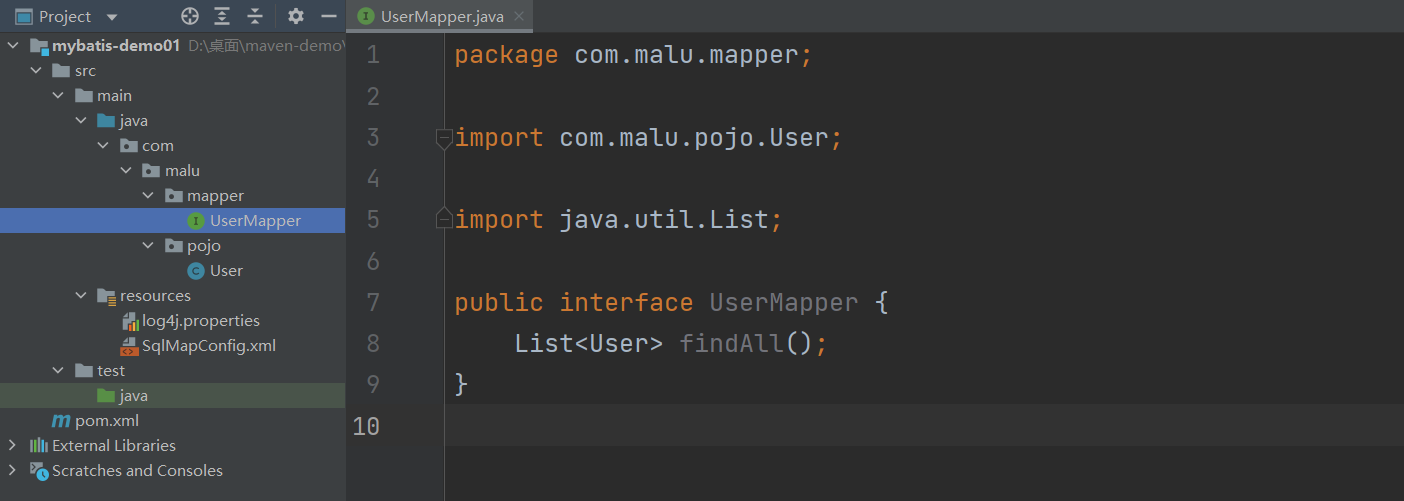 Project
mybatis-demo01 D:\桌面\maven-demo\
src
main
java
com
malu
mapper
UserMapper
pojo
User
resources
log4j.properties
SqlMapConfig.xml
test
java
pom.xml
External Libraries
Scratches and Consoles
UserMapper.java
1 package com.malu.mapper;
2
3 import com.malu.pojo.User;
4
5 import java.util.List;
6
7 public interface UserMapper {
8 List<User> findAll();
9 }
10